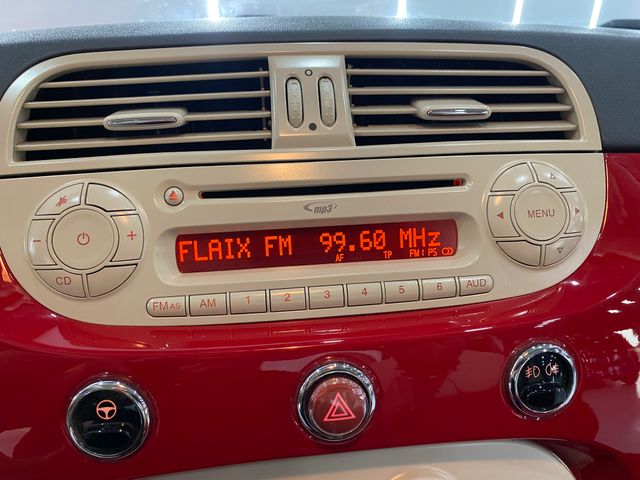 mp3
FLAIX FM 99.60 MHz
AF TP FM1 PS
MENU
CD
FM AS AM 1 2 3 4 5 6 AUD